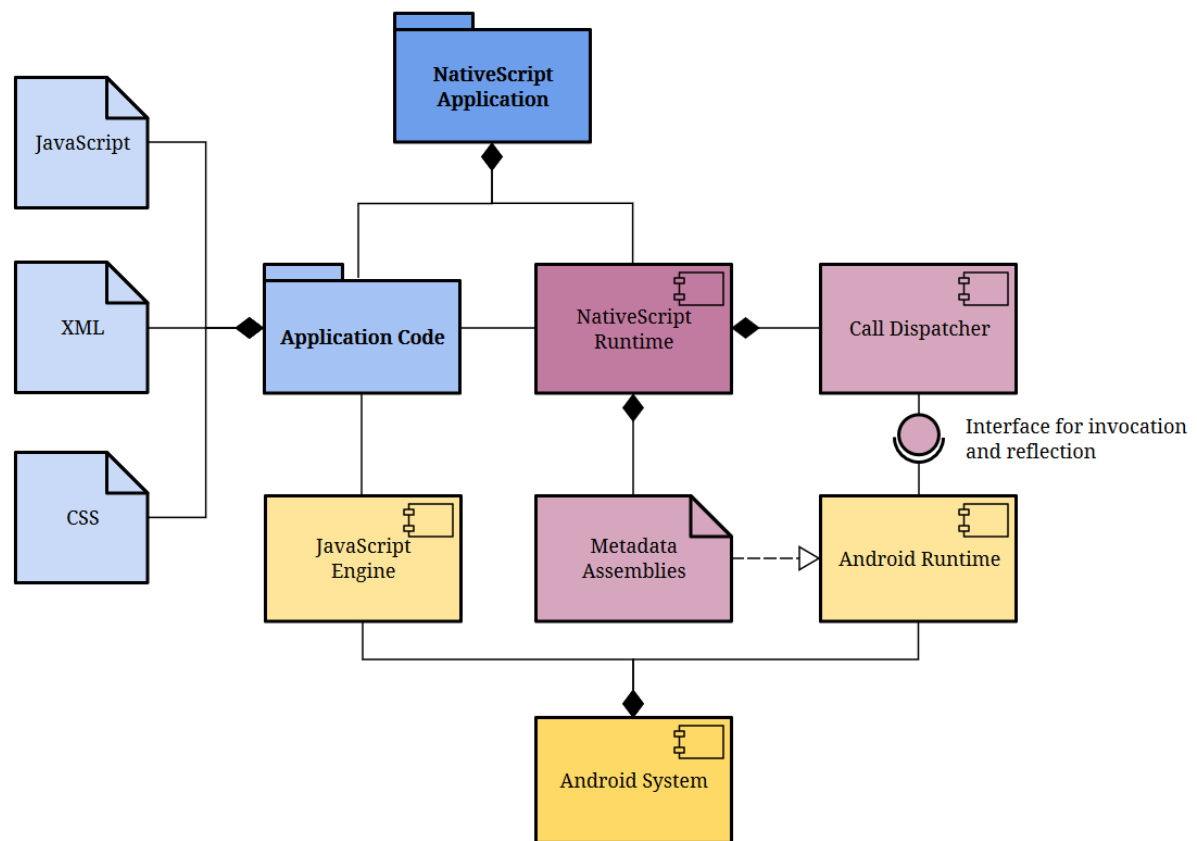 NativeScript
Application
JavaScript
XML
CSS
Application Code
NativeScript
Runtime
Call Dispatcher
Interface for invocation
and reflection
JavaScript
Engine
Metadata
Assemblies
Android Runtime
Android System